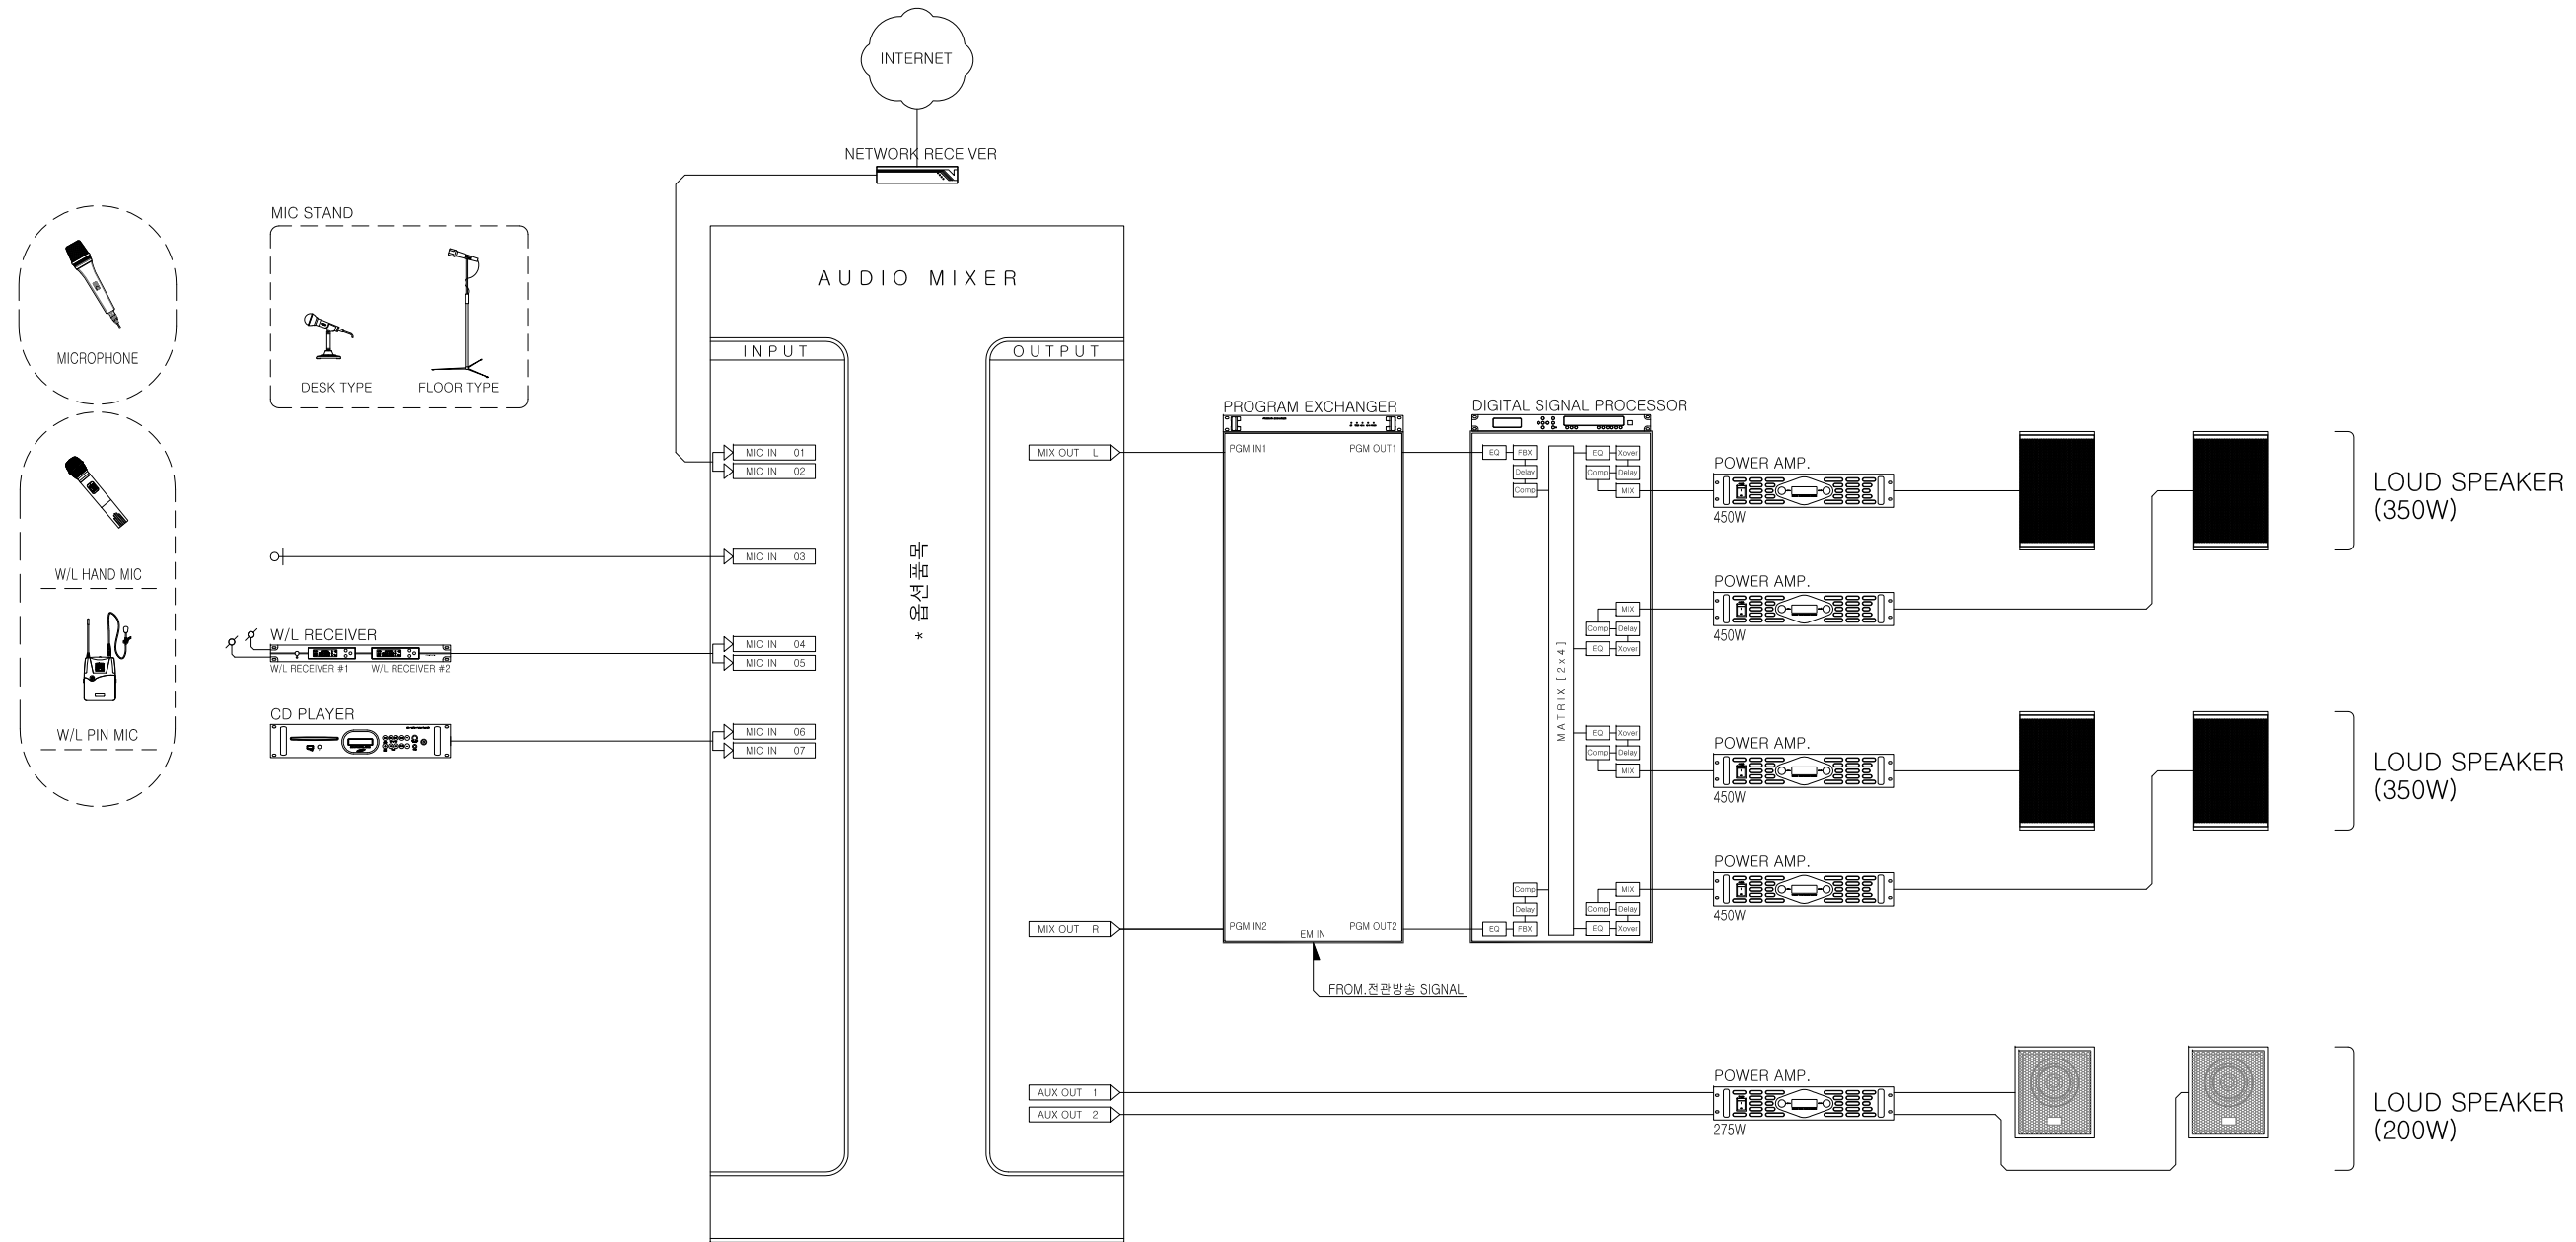 INTERNET
NETWORK RECEIVER
MICROPHONE
W/L HAND MIC
W/L PIN MIC
MIC STAND
DESK TYPE
FLOOR TYPE
W/L RECEIVER
W/L RECEIVER #1
W/L RECEIVER #2
CD PLAYER
AUDIO MIXER
INPUT
MIC IN 01
MIC IN 02
MIC IN 03
MIC IN 04
MIC IN 05
MIC IN 06
MIC IN 07
* 옵션품목
OUTPUT
MIX OUT L
MIX OUT R
AUX OUT 1
AUX OUT 2
PROGRAM EXCHANGER
PGM IN1
PGM OUT1
PGM IN2
PGM OUT2
EM IN
FROM.전관방송 SIGNAL
DIGITAL SIGNAL PROCESSOR
EQ
FBX
Delay
Comp
MATRIX [2x4]
EQ
Xover
Comp
Delay
MIX
MIX
Comp
Delay
EQ
Xover
EQ
Xover
Comp
Delay
MIX
Comp
Delay
EQ
FBX
MIX
Comp
Delay
EQ
Xover
POWER AMP.
450W
POWER AMP.
450W
POWER AMP.
450W
POWER AMP.
450W
POWER AMP.
275W
LOUD SPEAKER
(350W)
LOUD SPEAKER
(350W)
LOUD SPEAKER
(200W)